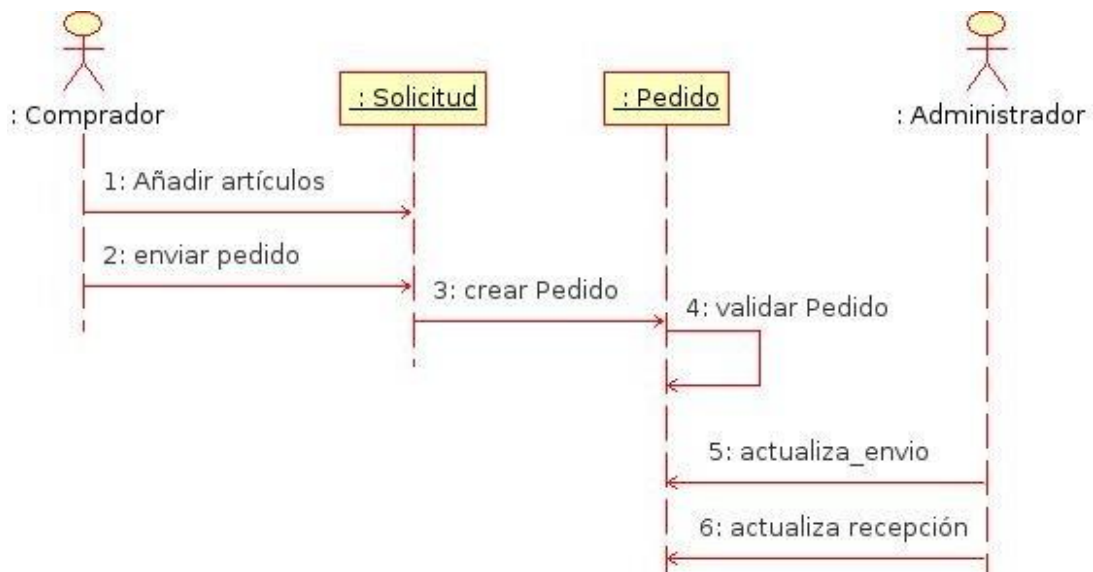 : Comprador
: Solicitud
: Pedido
: Administrador
1: Añadir artículos
2: enviar pedido
3: crear Pedido
4: validar Pedido
5: actualiza_envio
6: actualiza recepción